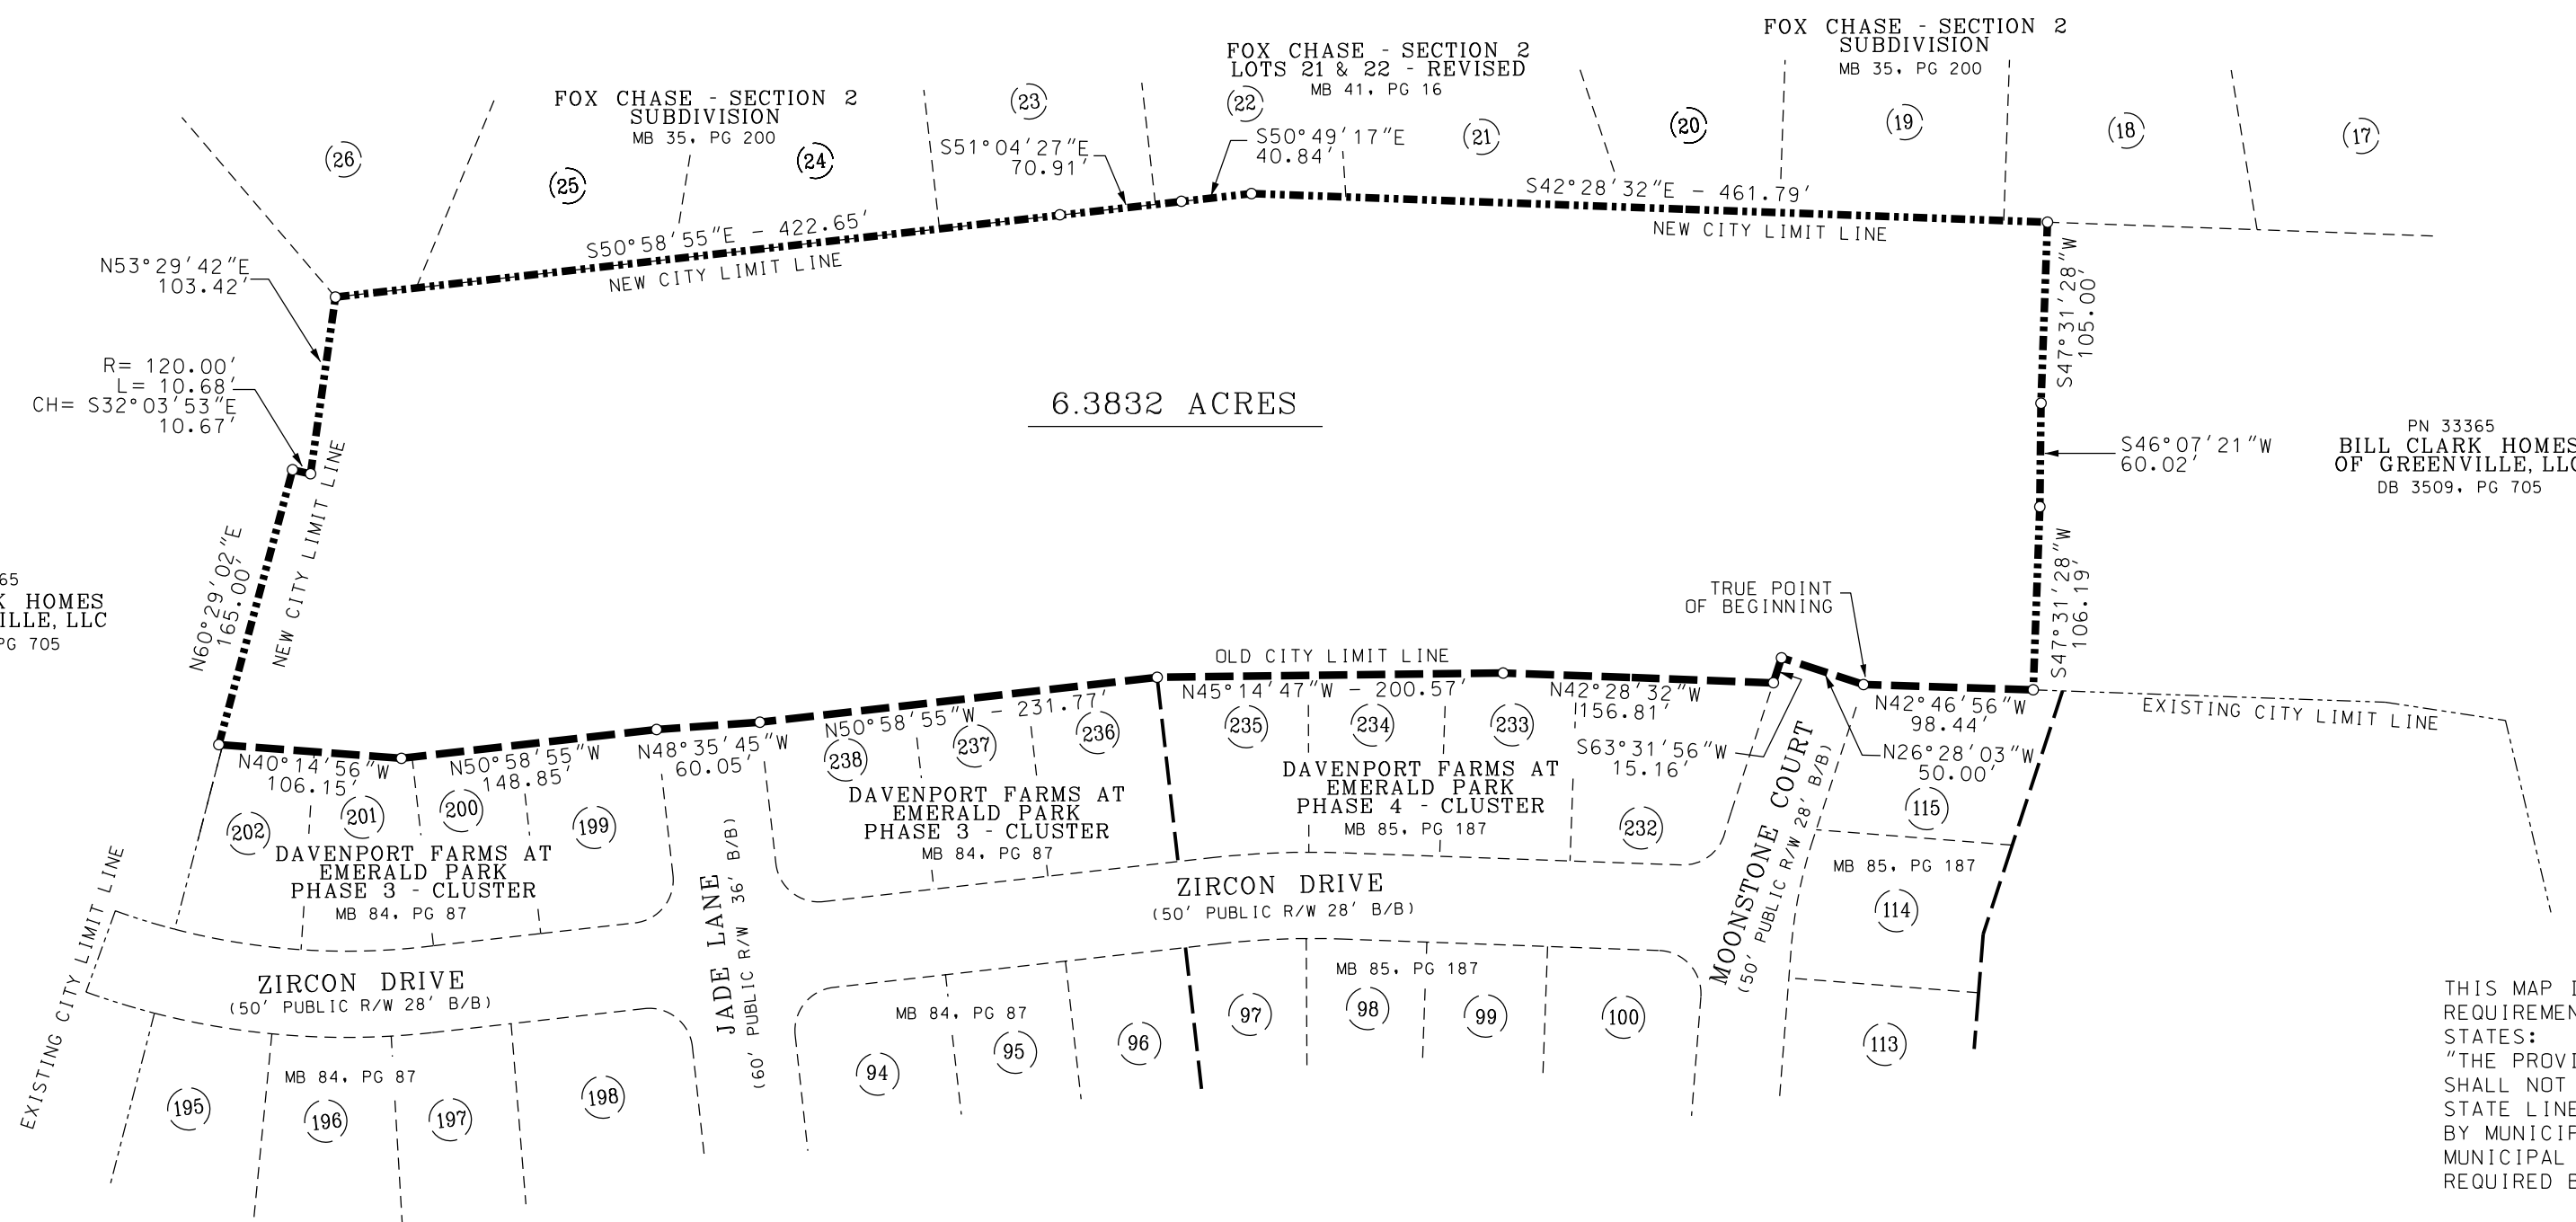 FOX CHASE - SECTION 2
SUBDIVISION
MB 35, PG 200
FOX CHASE - SECTION 2
LOTS 21 & 22 - REVISED
MB 41, PG 16
FOX CHASE - SECTION 2
SUBDIVISION
MB 35, PG 200
26
25
24
23
22
21
20
19
18
17
S51°04'27"E
70.91'
S50°49'17"E
40.84'
S50°58'55"E - 422.65'
NEW CITY LIMIT LINE
S42°28'32"E - 461.79'
NEW CITY LIMIT LINE
N53°29'42"E
103.42'
R= 120.00'
L= 10.68'
CH= S32°03'53"E
10.67'
6.3832 ACRES
S47°31'28"W
105.00'
S46°07'21"W
60.02'
PN 33365
BILL CLARK HOMES
OF GREENVILLE, LLC
DB 3509, PG 705
N60°29'02"E
165.00'
NEW CITY LIMIT LINE
65
K HOMES
ILLE, LLC
PG 705
S47°31'28"W
106.19'
TRUE POINT
OF BEGINNING
OLD CITY LIMIT LINE
N40°14'56"W
106.15'
N50°58'55"W
148.85'
N48°35'45"W
60.05'
N50°58'55"W - 231.77'
N45°14'47"W - 200.57'
N42°28'32"W
156.81'
S63°31'56"W
15.16'
N26°28'03"W
50.00'
N42°46'56"W
98.44'
EXISTING CITY LIMIT LINE
202
201
200
199
238
237
236
235
234
233
232
115
DAVENPORT FARMS AT
EMERALD PARK
PHASE 3 - CLUSTER
MB 84, PG 87
DAVENPORT FARMS AT
EMERALD PARK
PHASE 3 - CLUSTER
MB 84, PG 87
DAVENPORT FARMS AT
EMERALD PARK
PHASE 4 - CLUSTER
MB 85, PG 187
MB 85, PG 187
114
113
EXISTING CITY LIMIT LINE
ZIRCON DRIVE
(50' PUBLIC R/W 28' B/B)
JADE LANE
(60' PUBLIC R/W 36' B/B)
ZIRCON DRIVE
(50' PUBLIC R/W 28' B/B)
MOONSTONE COURT
(50' PUBLIC R/W 28' B/B)
MB 84, PG 87
195
196
197
198
MB 84, PG 87
94
95
96
MB 85, PG 187
97
98
99
100
THIS MAP I
REQUIREMEN
STATES:
"THE PROVI
SHALL NOT
STATE LINE
BY MUNICIP
MUNICIPAL
REQUIRED B